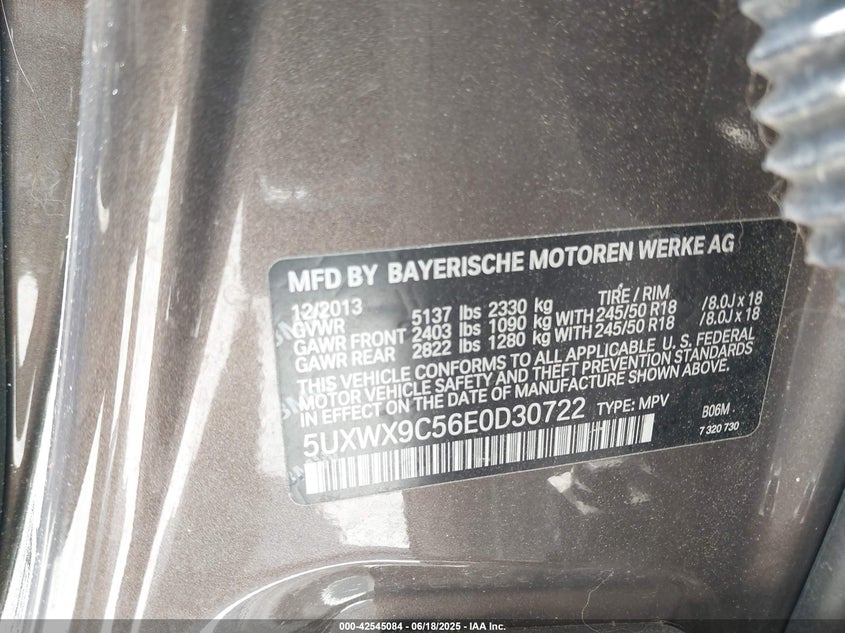 MFD BY BAYERISCHE MOTOREN WERKE AG
12/2013 TIRE / RIM
GVWR 5137 lbs 2330 kg
GAWR FRONT 2403 lbs 1090 kg WITH 245/50 R18 /8.0J x 18
GAWR REAR 2822 lbs 1280 kg WITH 245/50 R18 /8.0J x 18
THIS VEHICLE CONFORMS TO ALL APPLICABLE U. S. FEDERAL
MOTOR VEHICLE SAFETY AND THEFT PREVENTION STANDARDS
IN EFFECT ON THE DATE OF MANUFACTURE SHOWN ABOVE.
5UXWX9C56E0D30722 TYPE: MPV B06M
7 320 730
000-42545084 - 06/18/2025 - IAA Inc.